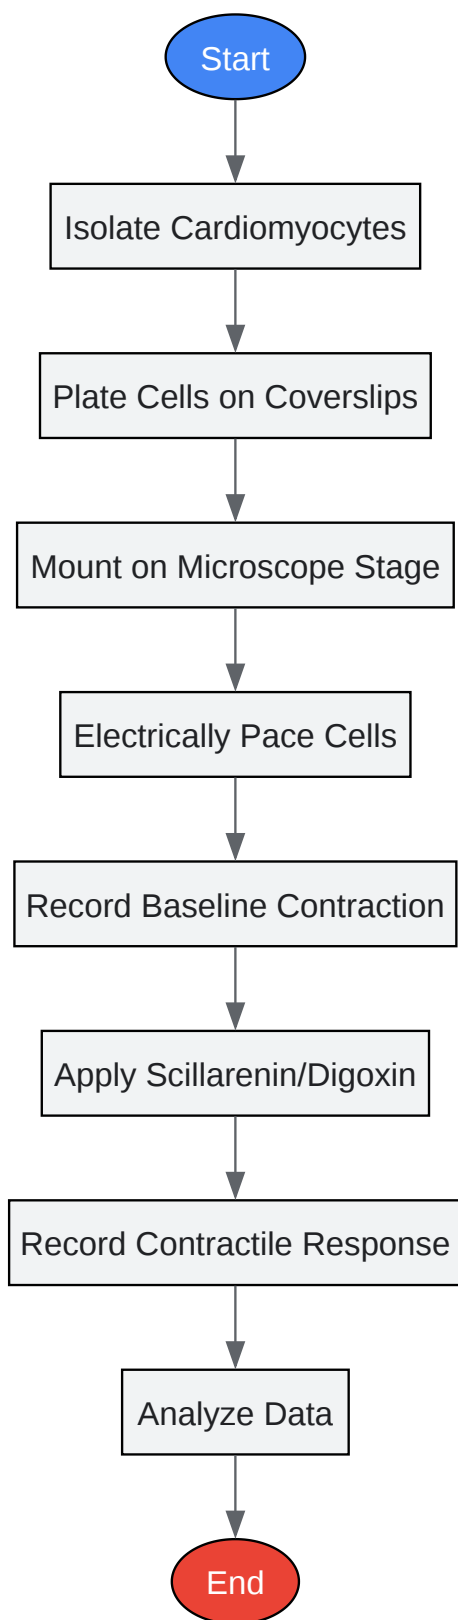 Start
Isolate Cardiomyocytes
Plate Cells on Coverslips
Mount on Microscope Stage
Electrically Pace Cells
Record Baseline Contraction
Apply Scillarenin/Digoxin
Record Contractile Response
Analyze Data
End